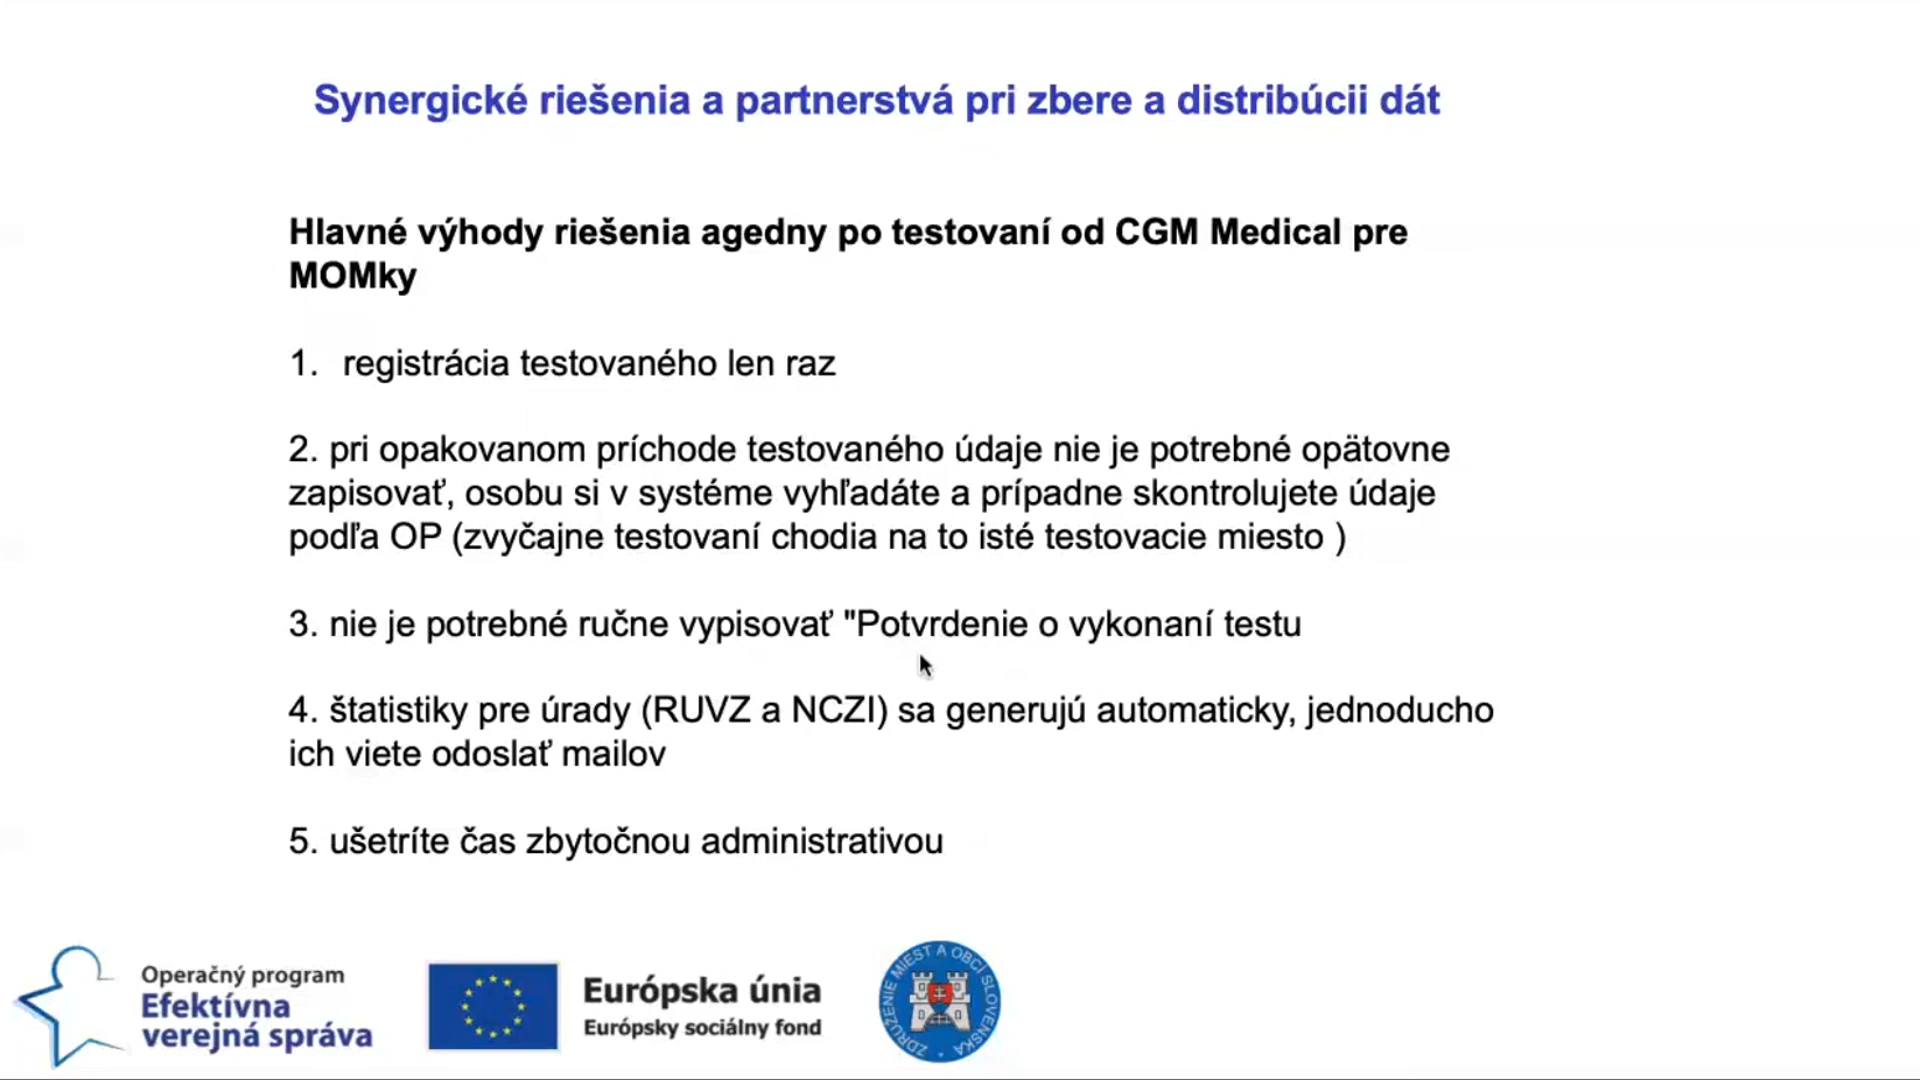 Synergické riešenia a partnerstvá pri zbere a distribúcii dát
Hlavné výhody riešenia agedny po testovaní od CGM Medical pre
MOMky
1. registrácia testovaného len raz
2. pri opakovanom príchode testovaného údaje nie je potrebné opätovne
zapisovať, osobu si v systéme vyhľadáte a prípadne skontrolujete údaje
podľa OP (zvyčajne testovaní chodia na to isté testovacie miesto )
3. nie je potrebné ručne vypisovať "Potvrdenie o vykonaní testu
4. štatistiky pre úrady (RUVZ a NCZI) sa generujú automaticky, jednoducho
ich viete odoslať mailov
5. ušetríte čas zbytočnou administratívou
Operačný program
Efektívna
verejná správa
Európska únia
Európsky sociálny fond
ZDRUŽENIE MIEST A OBCÍ SLOVENSKA